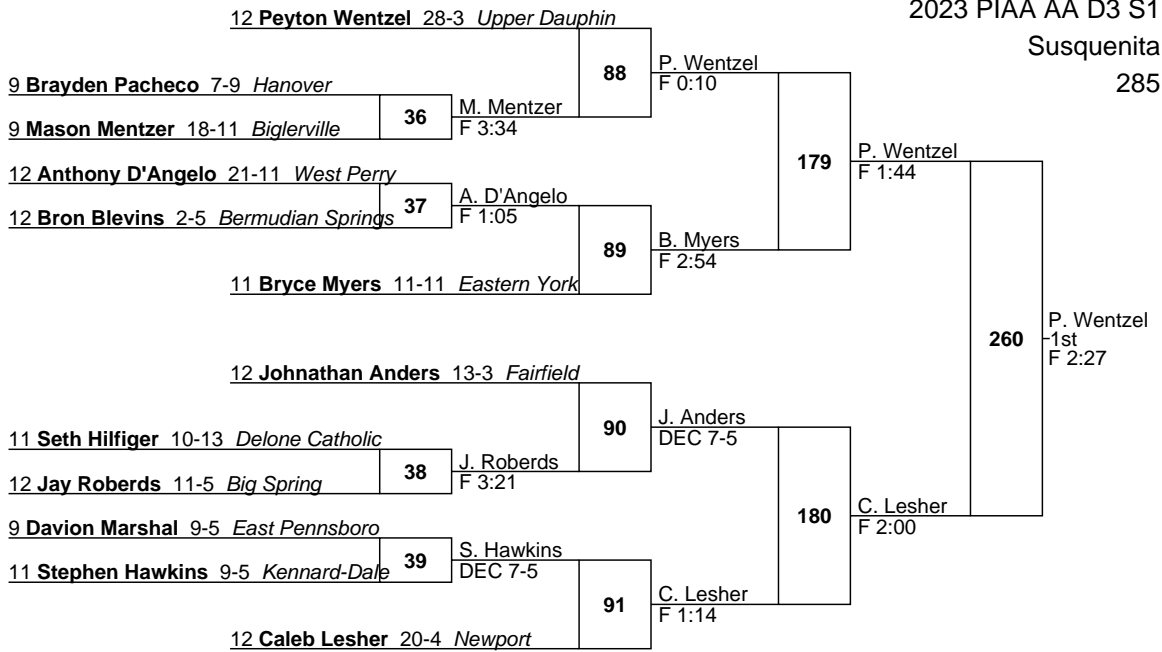 2023 PIAA AA D3 S1
Susquenita
285
12 Peyton Wentzel 28-3 Upper Dauphin
88
P. Wentzel
F 0:10
9 Brayden Pacheco 7-9 Hanover
36
M. Mentzer
F 3:34
9 Mason Mentzer 18-11 Biglerville
179
P. Wentzel
F 1:44
12 Anthony D'Angelo 21-11 West Perry
37
A. D'Angelo
F 1:05
12 Bron Blevins 2-5 Bermudian Springs
89
B. Myers
F 2:54
11 Bryce Myers 11-11 Eastern York
260
P. Wentzel
1st
F 2:27
12 Johnathan Anders 13-3 Fairfield
90
J. Anders
DEC 7-5
11 Seth Hilfiger 10-13 Delone Catholic
38
J. Roberds
F 3:21
12 Jay Roberds 11-5 Big Spring
180
C. Lesher
F 2:00
9 Davion Marshal 9-5 East Pennsboro
39
S. Hawkins
DEC 7-5
11 Stephen Hawkins 9-5 Kennard-Dale
91
C. Lesher
F 1:14
12 Caleb Lesher 20-4 Newport